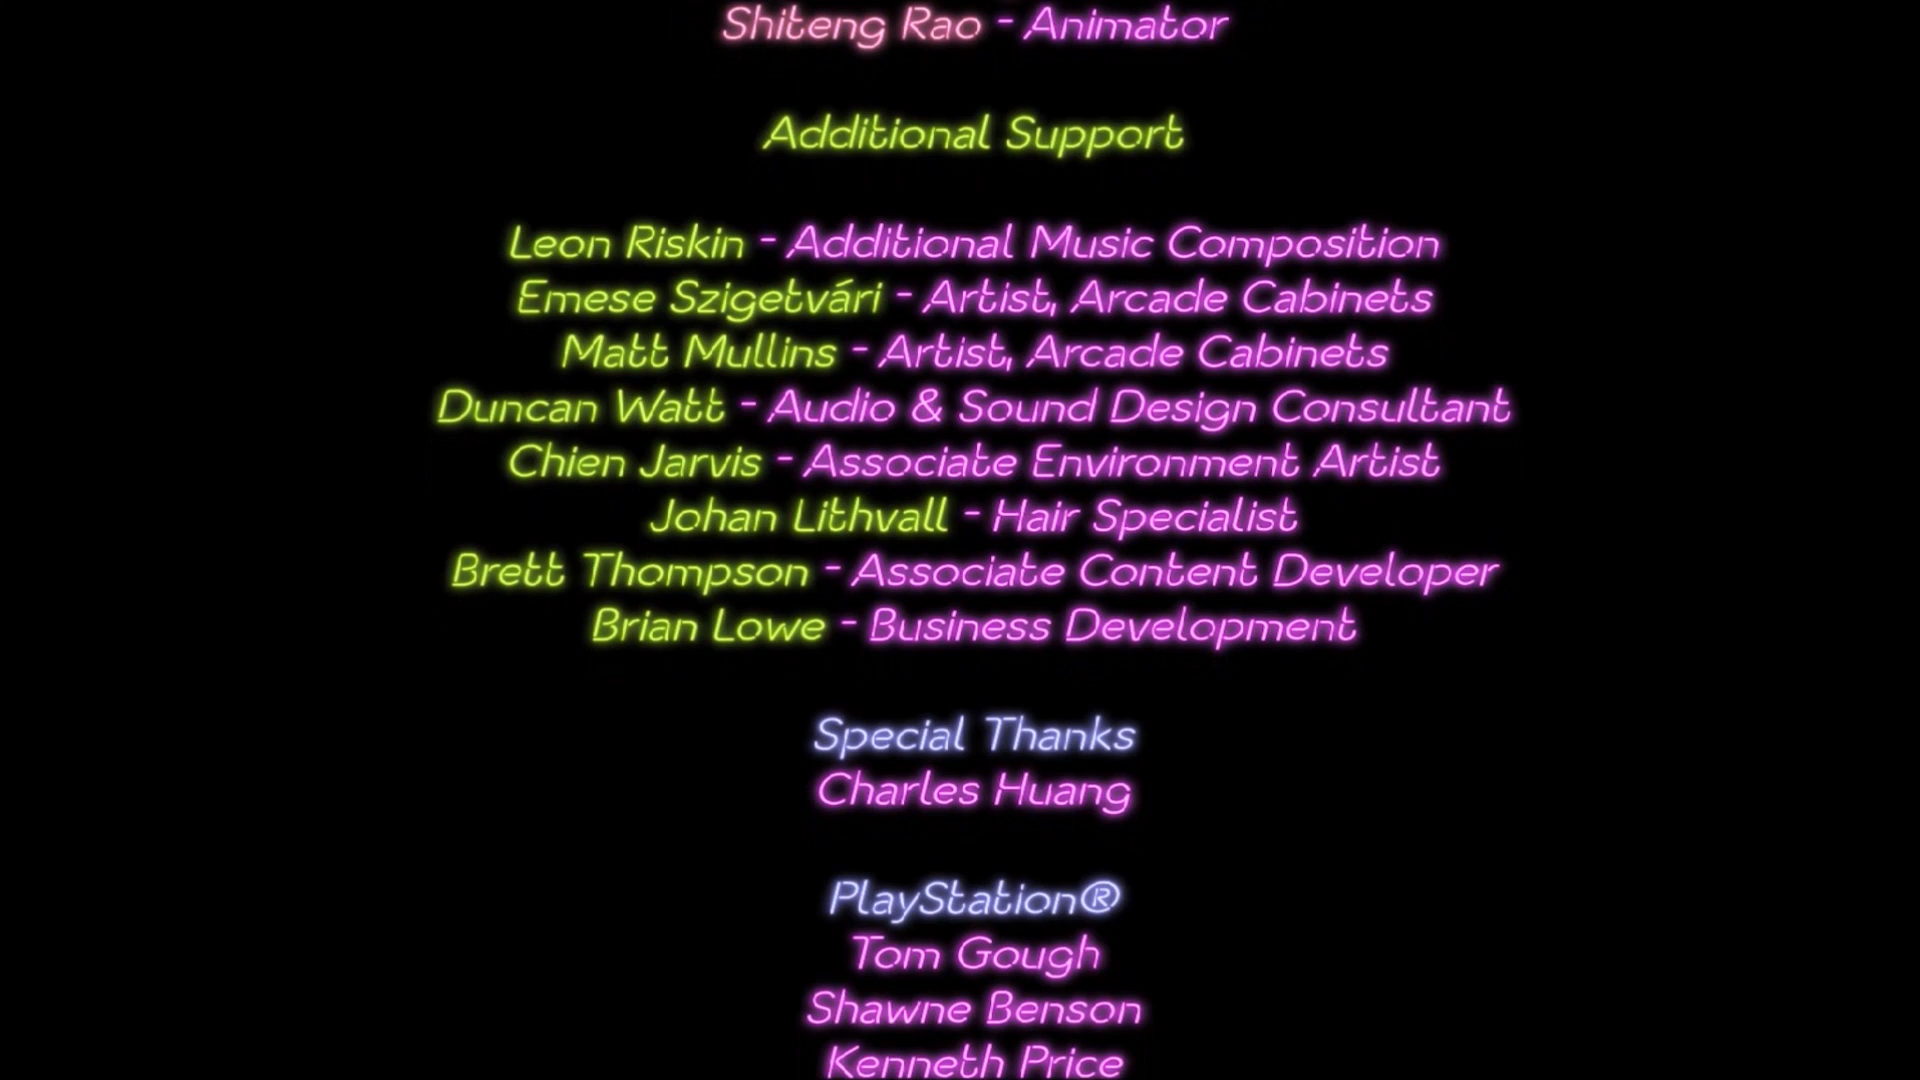 Shiteng Rao - Animator
Additional Support
Leon Riskin - Additional Music Composition
Emese Szigetvári - Artist, Arcade Cabinets
Matt Mullins - Artist, Arcade Cabinets
Duncan Watt - Audio & Sound Design Consultant
Chien Jarvis - Associate Environment Artist
Johan Lithvall - Hair Specialist
Brett Thompson - Associate Content Developer
Brian Lowe - Business Development
Special Thanks
Charles Huang
PlayStation®
Tom Gough
Shawne Benson
Kenneth Price